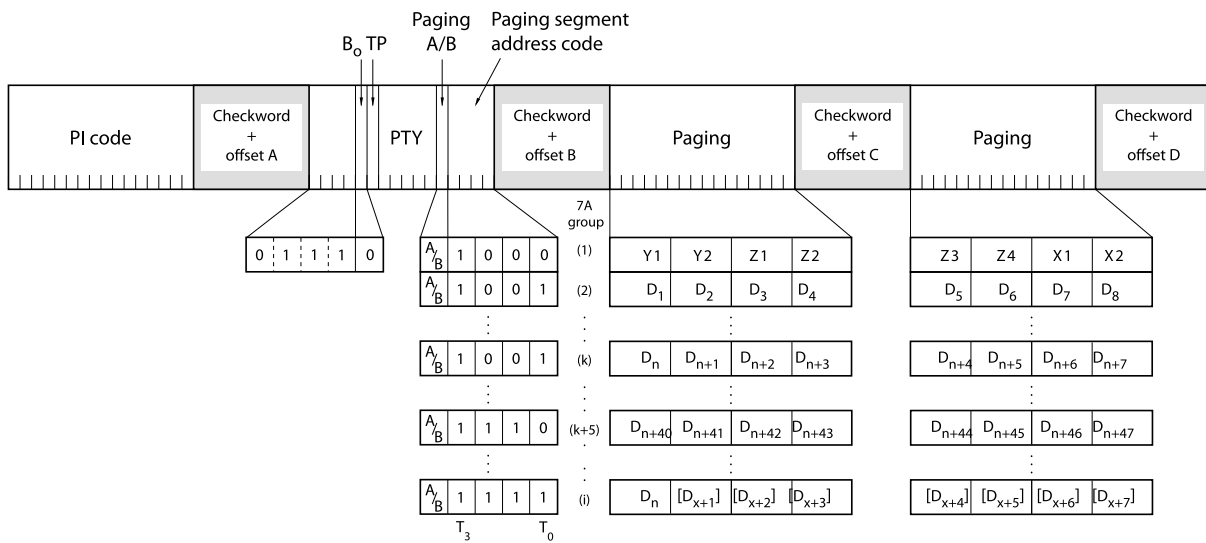 Paging Paging segment
B0 TP A/B address code
PI code Checkword + offset A PTY Checkword + offset B Paging Checkword + offset C Paging Checkword + offset D
7A group
0 1 1 1 0 A/B 1 0 0 0 (1) Y1 Y2 Z1 Z2 Z3 Z4 X1 X2
A/B 1 0 0 1 (2) D1 D2 D3 D4 D5 D6 D7 D8
A/B 1 0 0 1 (k) Dn Dn+1 Dn+2 Dn+3 Dn+4 Dn+5 Dn+6 Dn+7
A/B 1 1 1 0 (k+5) Dn+40 Dn+41 Dn+42 Dn+43 Dn+44 Dn+45 Dn+46 Dn+47
A/B 1 1 1 1 (i) Dn [Dx+1] [Dx+2] [Dx+3] [Dx+4] [Dx+5] [Dx+6] [Dx+7]
T3 T0